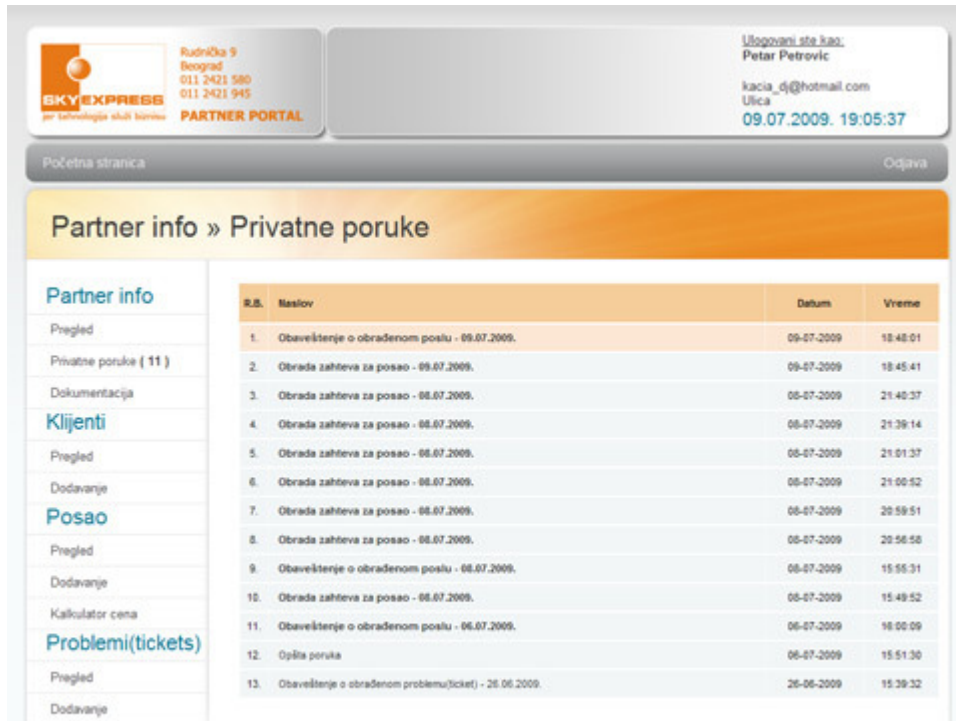 SKY EXPRESS
jer tehnologija služi biznisu
Rudnička 9
Beograd
011 2421 580
011 2421 945
PARTNER PORTAL
Ulogovani ste kao:
Petar Petrovic
kacia_dj@hotmail.com
Ulica
09.07.2009. 19:05:37
Početna stranica
Odjava
Partner info » Privatne poruke
Partner info
Pregled
Privatne poruke ( 11 )
Dokumentacija
Klijenti
Pregled
Dodavanje
Posao
Pregled
Dodavanje
Kalkulator cena
Problemi(tickets)
Pregled
Dodavanje
R.B. Naslov Datum Vreme
1. Obaveštenje o obrađenom poslu - 09.07.2009. 09-07-2009 18:48:01
2. Obrada zahteva za posao - 09.07.2009. 09-07-2009 18:45:41
3. Obrada zahteva za posao - 08.07.2009. 08-07-2009 21:40:37
4. Obrada zahteva za posao - 08.07.2009. 08-07-2009 21:39:14
5. Obrada zahteva za posao - 08.07.2009. 08-07-2009 21:01:37
6. Obrada zahteva za posao - 08.07.2009. 08-07-2009 21:00:52
7. Obrada zahteva za posao - 08.07.2009. 08-07-2009 20:59:51
8. Obrada zahteva za posao - 08.07.2009. 08-07-2009 20:56:58
9. Obaveštenje o obrađenom poslu - 08.07.2009. 08-07-2009 15:55:31
10. Obrada zahteva za posao - 08.07.2009. 08-07-2009 15:49:52
11. Obaveštenje o obrađenom poslu - 06.07.2009. 06-07-2009 16:00:09
12. Opšta poruka 06-07-2009 15:51:30
13. Obaveštenje o obrađenom problemu(ticket) - 26.06.2009. 26-06-2009 15:39:32